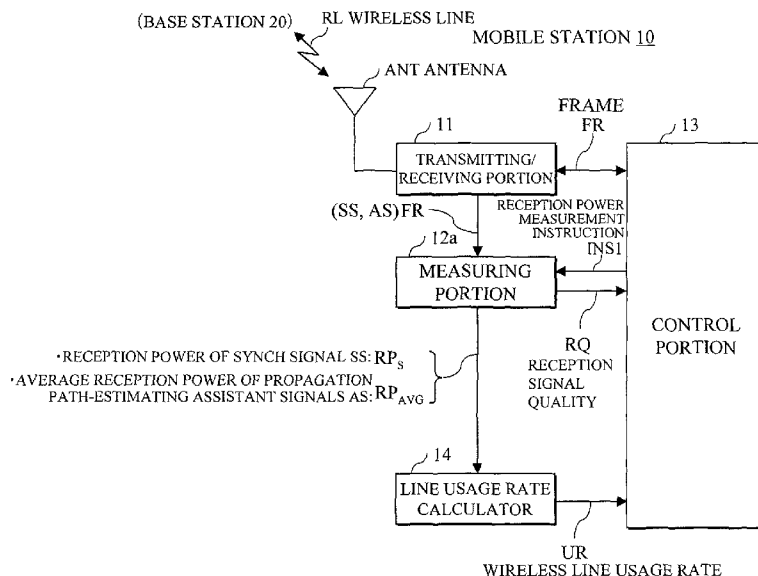 (BASE STATION 20)
RL WIRELESS LINE
MOBILE STATION 10
ANT ANTENNA
11
TRANSMITTING/
RECEIVING PORTION
FRAME
FR
13
(SS, AS)FR
RECEPTION POWER
MEASUREMENT
INSTRUCTION
INS1
12a
MEASURING
PORTION
CONTROL
PORTION
RQ
RECEPTION
SIGNAL
QUALITY
·RECEPTION POWER OF SYNCH SIGNAL SS: RPS
·AVERAGE RECEPTION POWER OF PROPAGATION
PATH-ESTIMATING ASSISTANT SIGNALS AS: RPAVG
14
LINE USAGE RATE
CALCULATOR
UR
WIRELESS LINE USAGE RATE